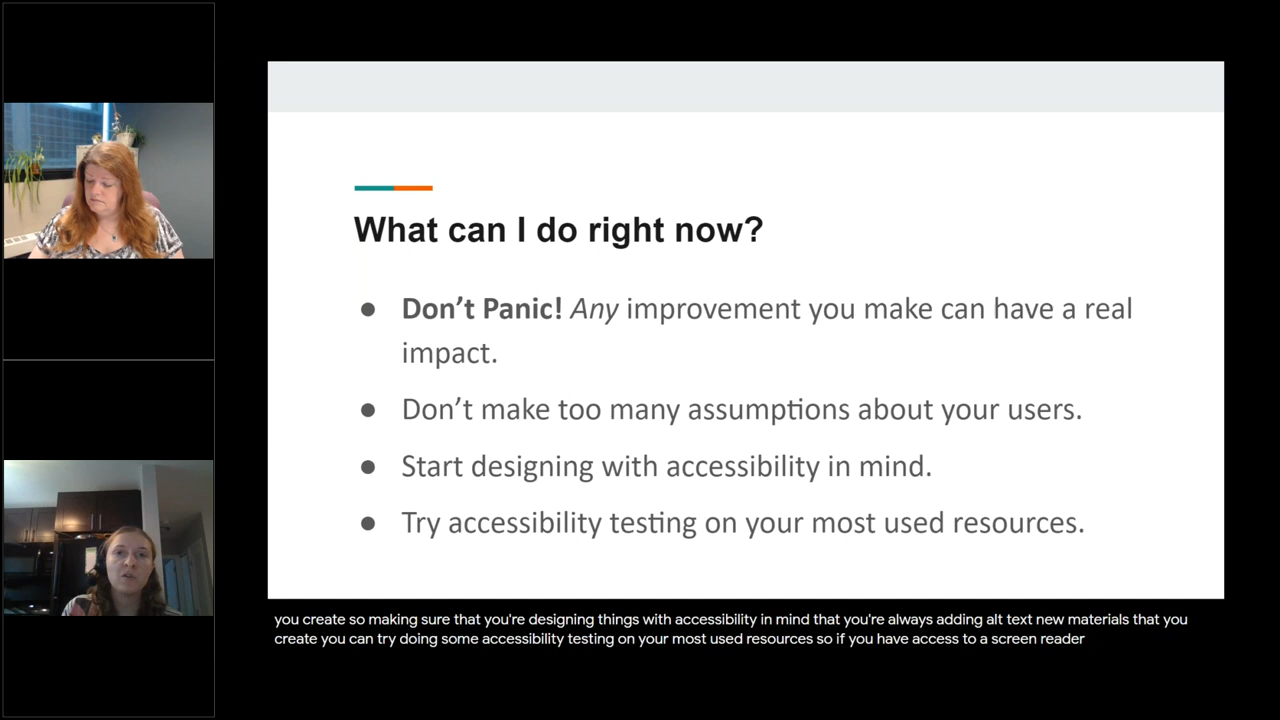 What can I do right now?
● Don’t Panic! Any improvement you make can have a real
impact.
● Don’t make too many assumptions about your users.
● Start designing with accessibility in mind.
● Try accessibility testing on your most used resources.
you create so making sure that you're designing things with accessibility in mind that you're always adding alt text new materials that you
create you can try doing some accessibility testing on your most used resources so if you have access to a screen reader